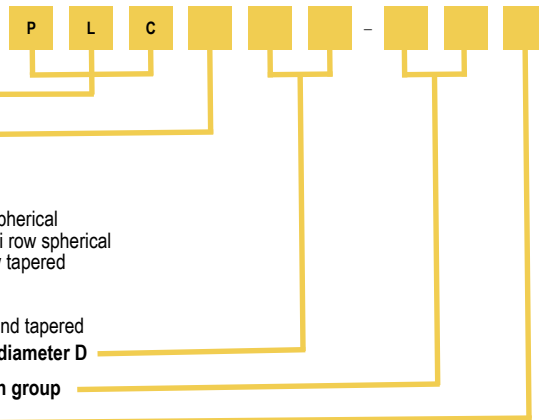 P L C –
pherical
i row spherical
tapered
nd tapered
diameter D
group